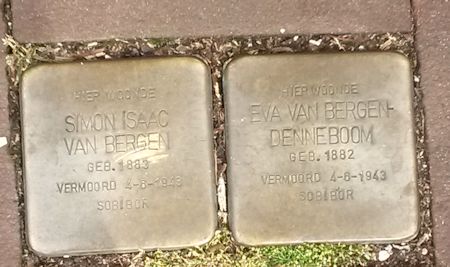 HIER WOONDE
SIMON ISAAC
VAN BERGEN
GEB. 1883
VERMOORD 4-6-1943
SOBIBOR
HIER WOONDE
EVA VAN BERGEN-
DENNEBOOM
GEB. 1882
VERMOORD 4-6-1943
SOBIBOR